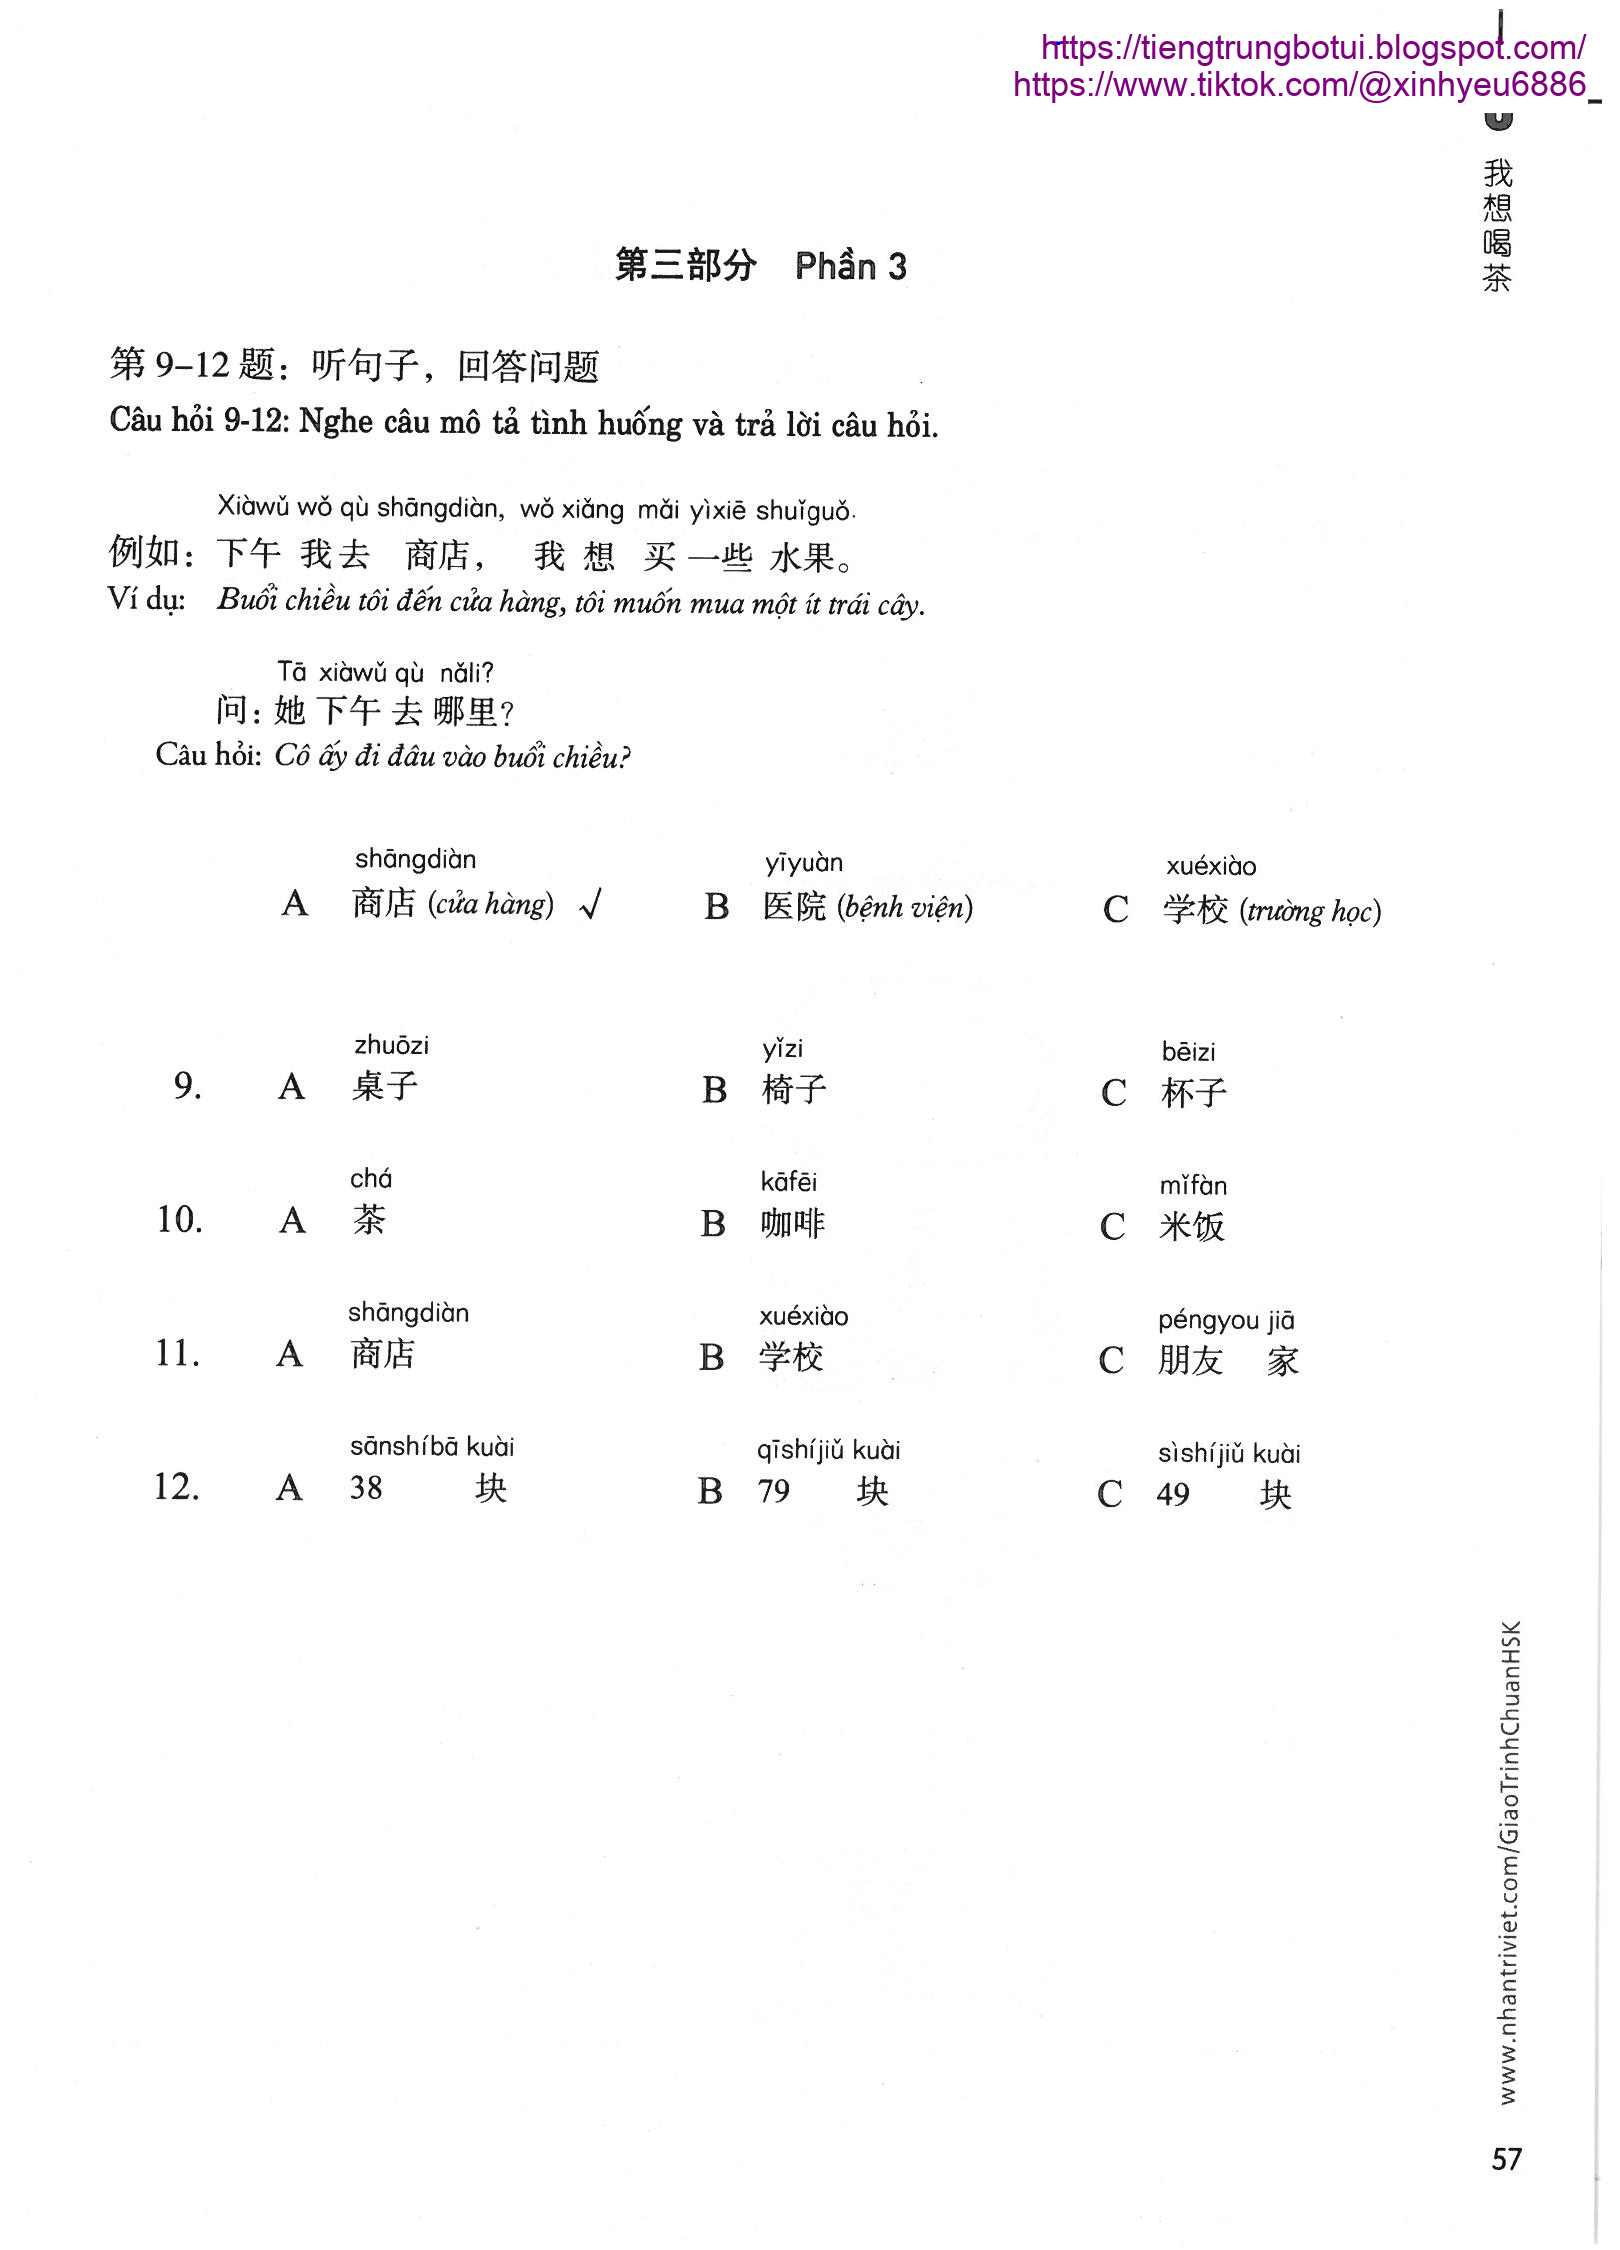 https://tiengtrungbotui.blogspot.com/
https://www.tiktok.com/@xinhyeu6886
我想喝茶
第三部分 Phần 3
第 9–12 题：听句子，回答问题
Câu hỏi 9-12: Nghe câu mô tả tình huống và trả lời câu hỏi.
Xiàwǔ wǒ qù shāngdiàn, wǒ xiǎng mǎi yìxiē shuǐguǒ.
例如：下午 我 去 商店， 我 想 买 一些 水果。
Ví dụ: Buổi chiều tôi đến cửa hàng, tôi muốn mua một ít trái cây.
Tā xiàwǔ qù nǎli?
问：她 下午 去 哪里？
Câu hỏi: Cô ấy đi đâu vào buổi chiều?
shāngdiàn yīyuàn xuéxiào
A 商店 (cửa hàng) √ B 医院 (bệnh viện) C 学校 (trường học)
zhuōzi yǐzi bēizi
9. A 桌子 B 椅子 C 杯子
chá kāfēi mǐfàn
10. A 茶 B 咖啡 C 米饭
shāngdiàn xuéxiào péngyou jiā
11. A 商店 B 学校 C 朋友 家
sānshíbā kuài qīshíjiǔ kuài sìshíjiǔ kuài
12. A 38 块 B 79 块 C 49 块
www.nhantriviet.com/GiaoTrinhChuanHSK
57